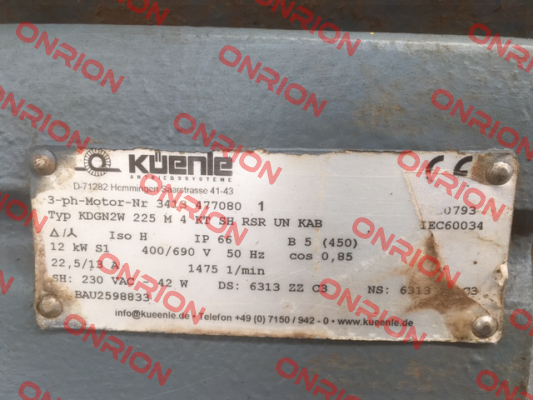 KÜENLE
ANTRIEBSSYSTEME
D-71282 Hemmingen Saarstrasse 41-43
CE
3-ph-Motor-Nr 3413 477080 1 0793
Typ KDGN2W 225 M 4 KT SH RSR UN KAB IEC60034
Δ/⅄ Iso H IP 66 B 5 (450)
12 kW S1 400/690 V 50 Hz cos 0,85
22,5/13 A 1475 1/min
SH: 230 VAC 42 W DS: 6313 ZZ C3 NS: 6313 C3
BAU2598833
info@kueenle.de • Telefon +49 (0) 7150 / 942 - 0 • www.kueenle.de
ONRION